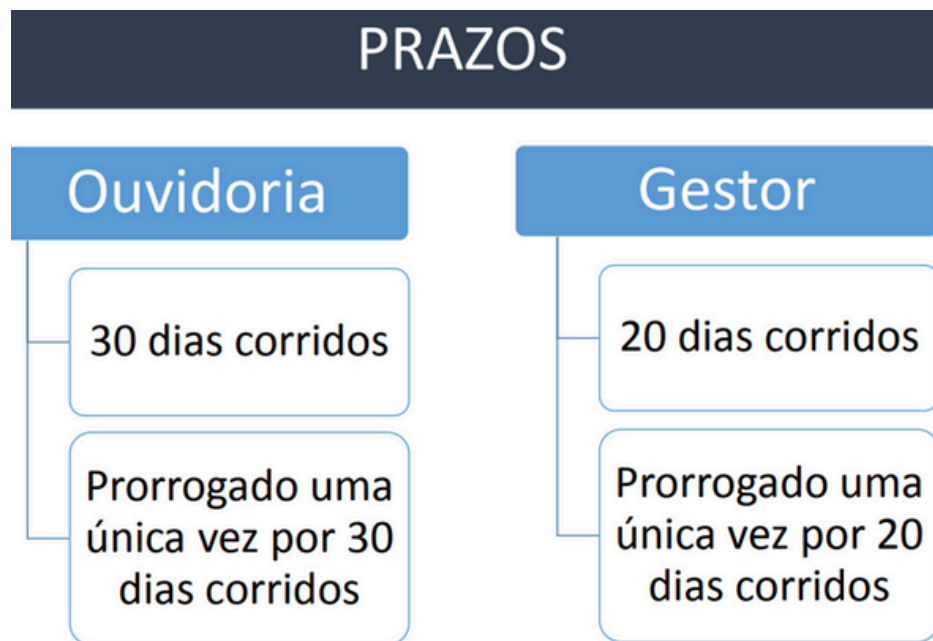 PRAZOS
Ouvidoria
30 dias corridos
Prorrogado uma
única vez por 30
dias corridos
Gestor
20 dias corridos
Prorrogado uma
única vez por 20
dias corridos